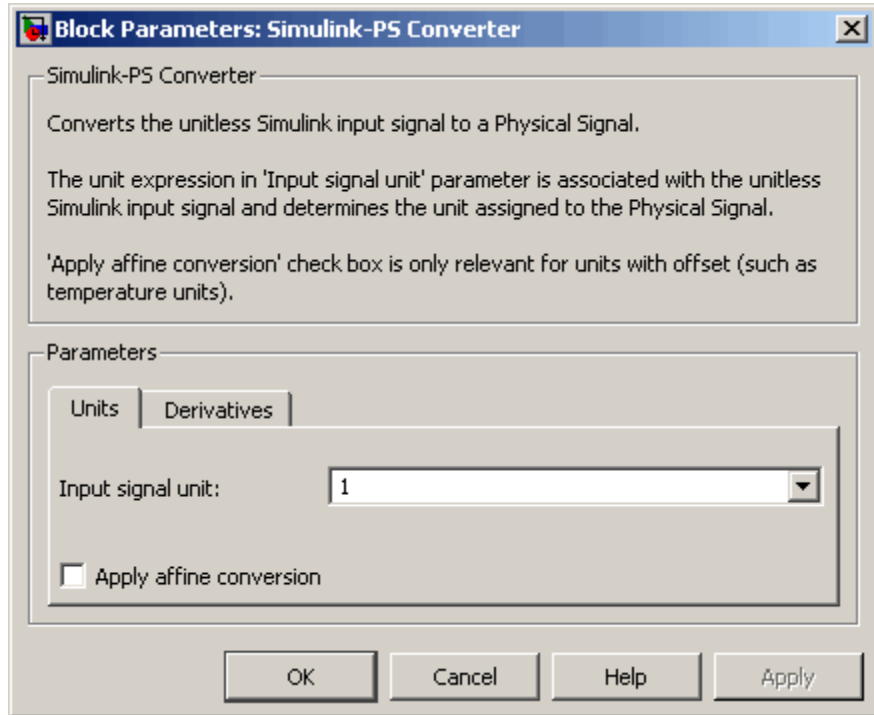 Block Parameters: Simulink-PS Converter
Simulink-PS Converter
Converts the unitless Simulink input signal to a Physical Signal.
The unit expression in 'Input signal unit' parameter is associated with the unitless
Simulink input signal and determines the unit assigned to the Physical Signal.
'Apply affine conversion' check box is only relevant for units with offset (such as
temperature units).
Parameters
Units Derivatives
Input signal unit: 1
Apply affine conversion
OK Cancel Help Apply